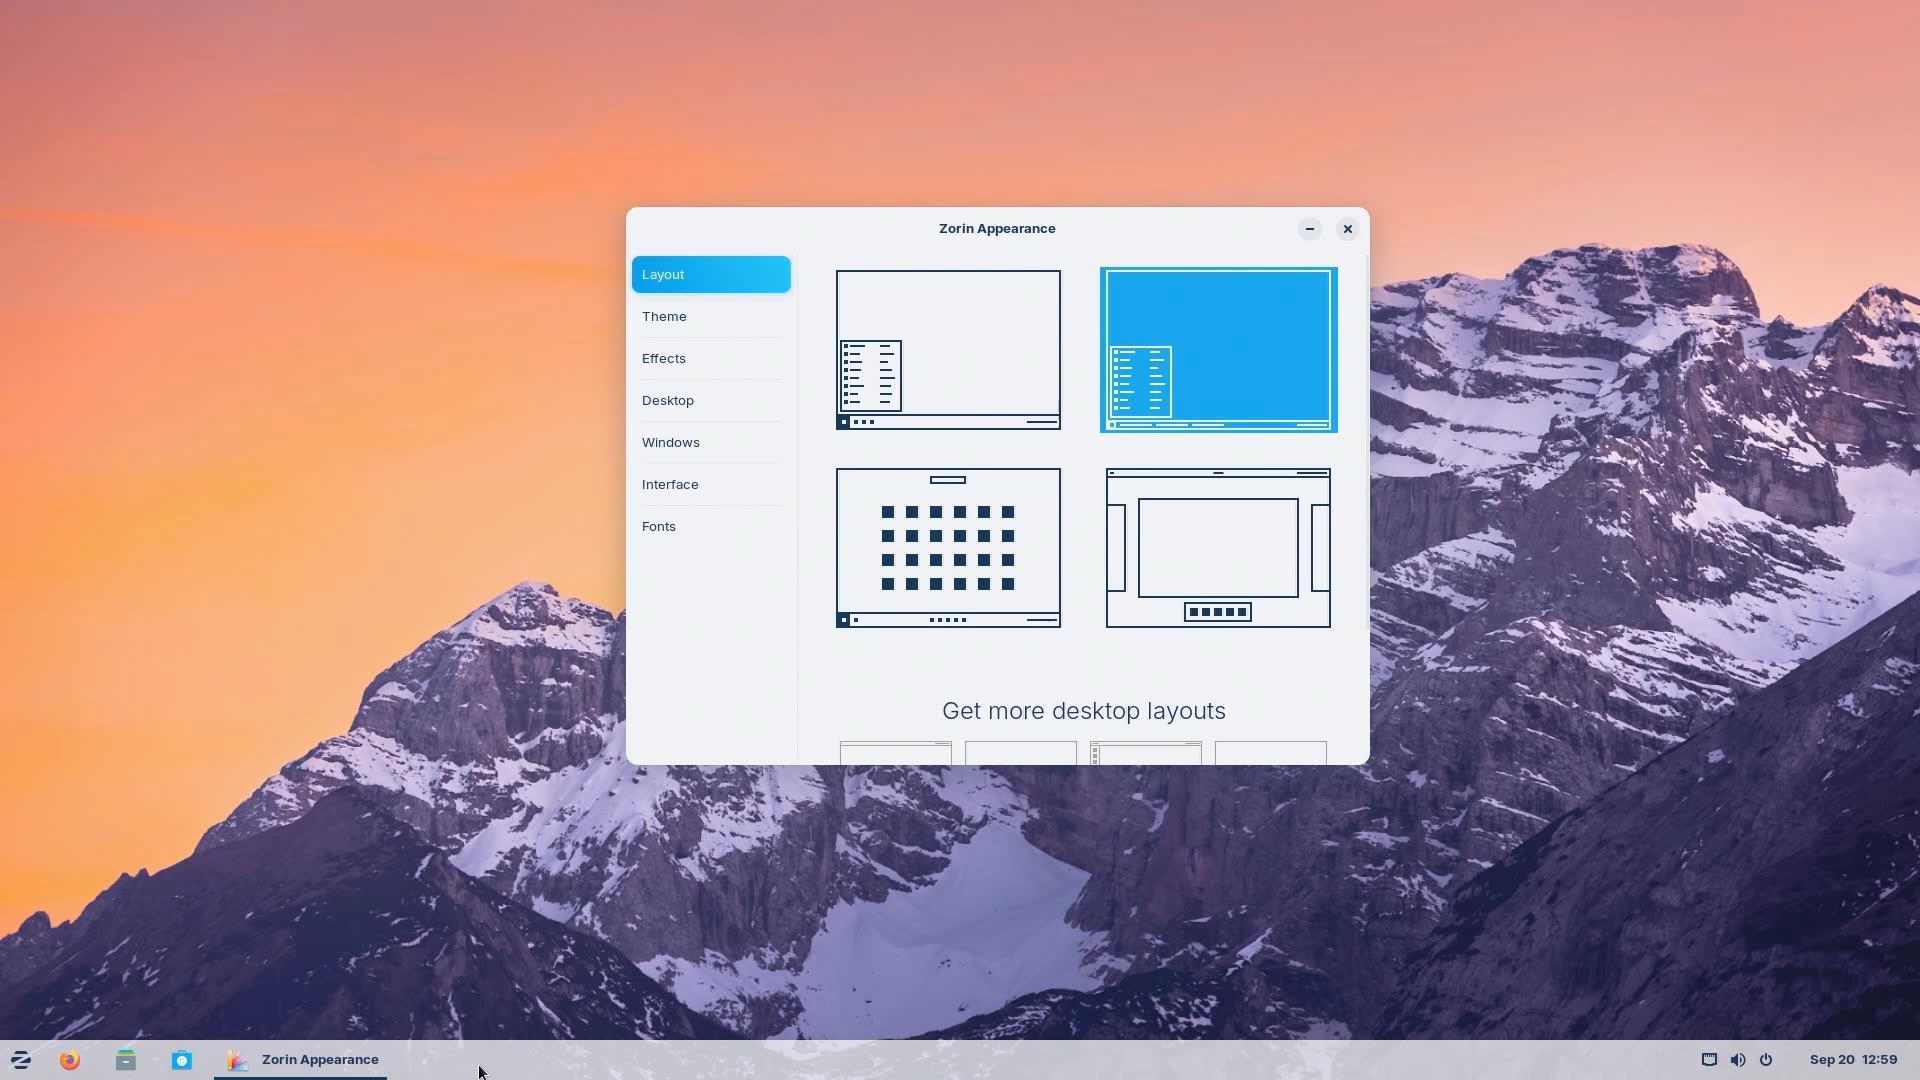 Zorin Appearance
Layout
Theme
Effects
Desktop
Windows
Interface
Fonts
Get more desktop layouts
Zorin Appearance
Sep 20 12:59